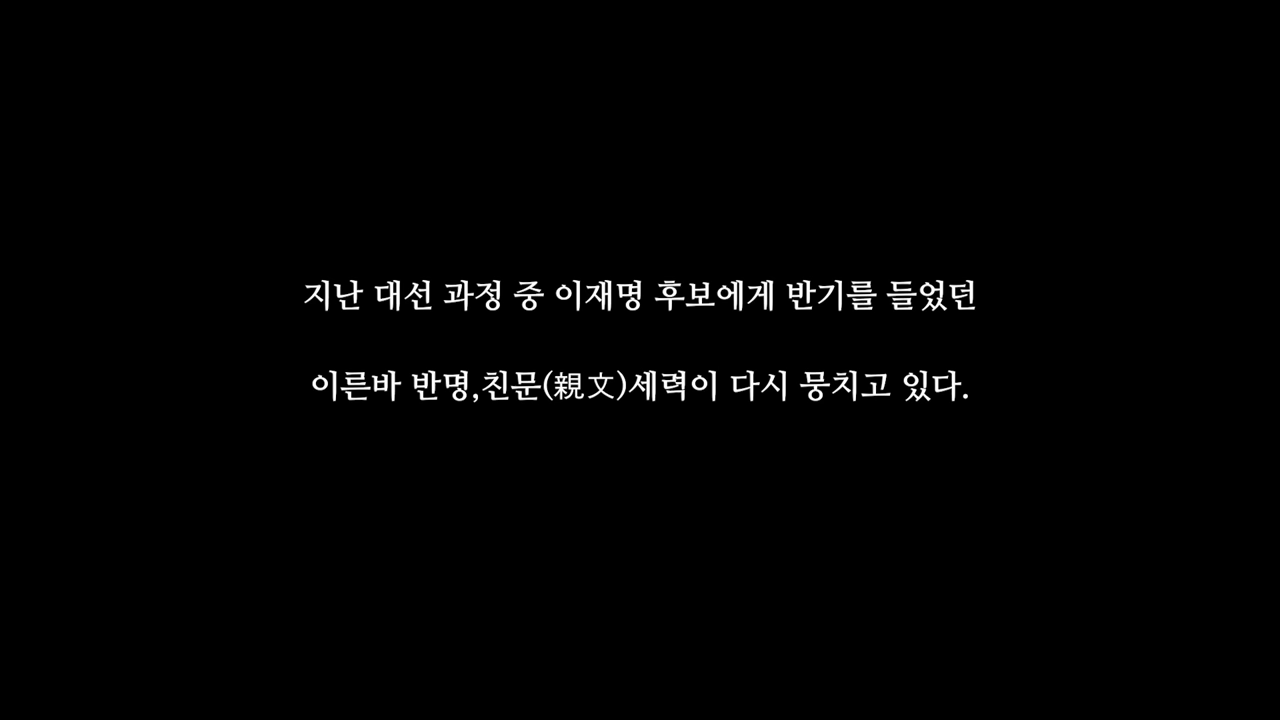 지난 대선 과정 중 이재명 후보에게 반기를 들었던
이른바 반명,친문(親文)세력이 다시 뭉치고 있다.